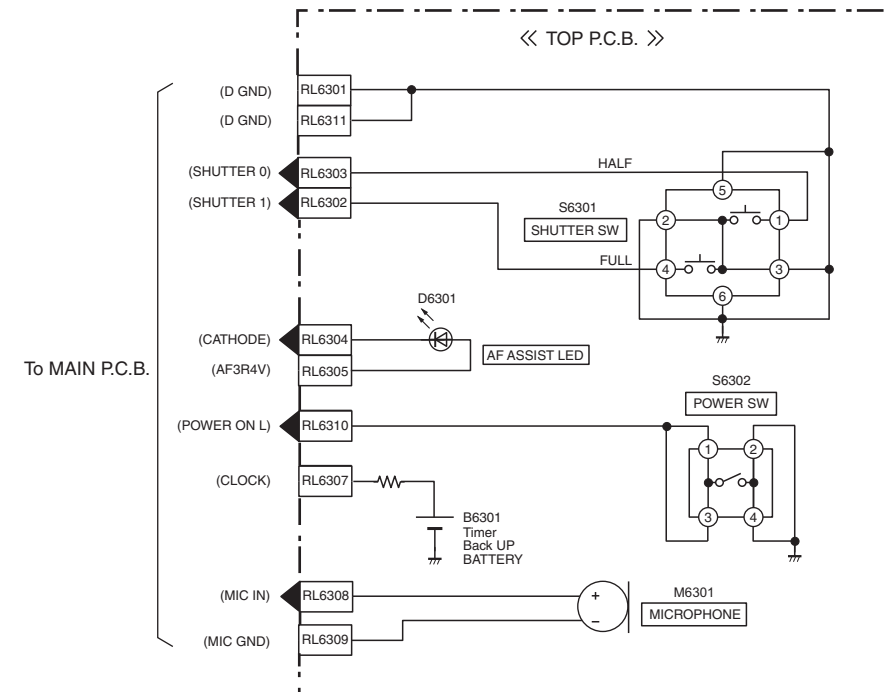 ≪ TOP P.C.B. ≫
(D GND) RL6301
(D GND) RL6311
(SHUTTER 0) RL6303 HALF
(SHUTTER 1) RL6302
S6301
SHUTTER SW
FULL
5
2 1
4 3
6
D6301
(CATHODE) RL6304
AF ASSIST LED
To MAIN P.C.B.
(AF3R4V) RL6305
S6302
POWER SW
(POWER ON L) RL6310
1 2
3 4
(CLOCK) RL6307
B6301
Timer
Back UP
BATTERY
(MIC IN) RL6308
+
−
M6301
MICROPHONE
(MIC GND) RL6309